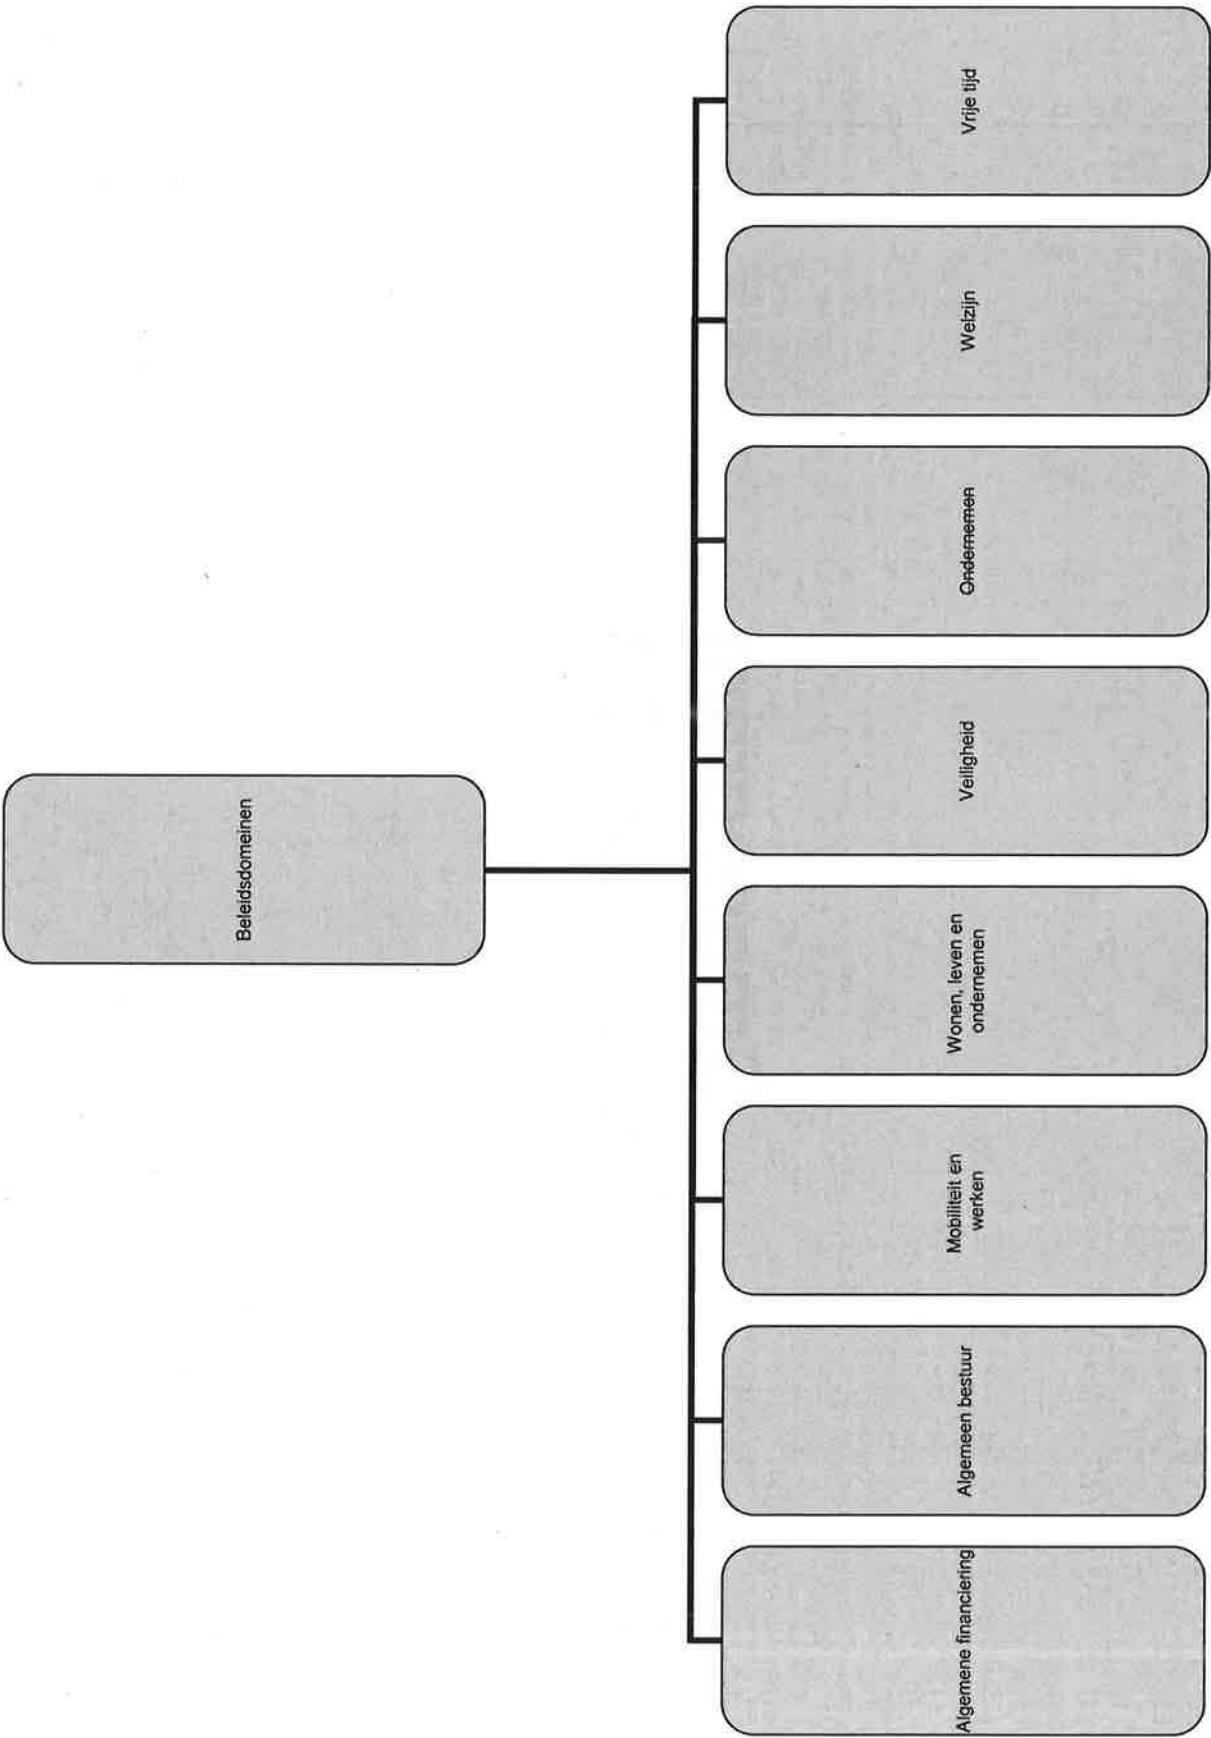 Beleidsdomeinen
Algemene financiering
Algemeen bestuur
Mobiliteit en
werken
Wonen, leven en
ondernemen
Veiligheid
Ondernemen
Welzijn
Vrije tijd